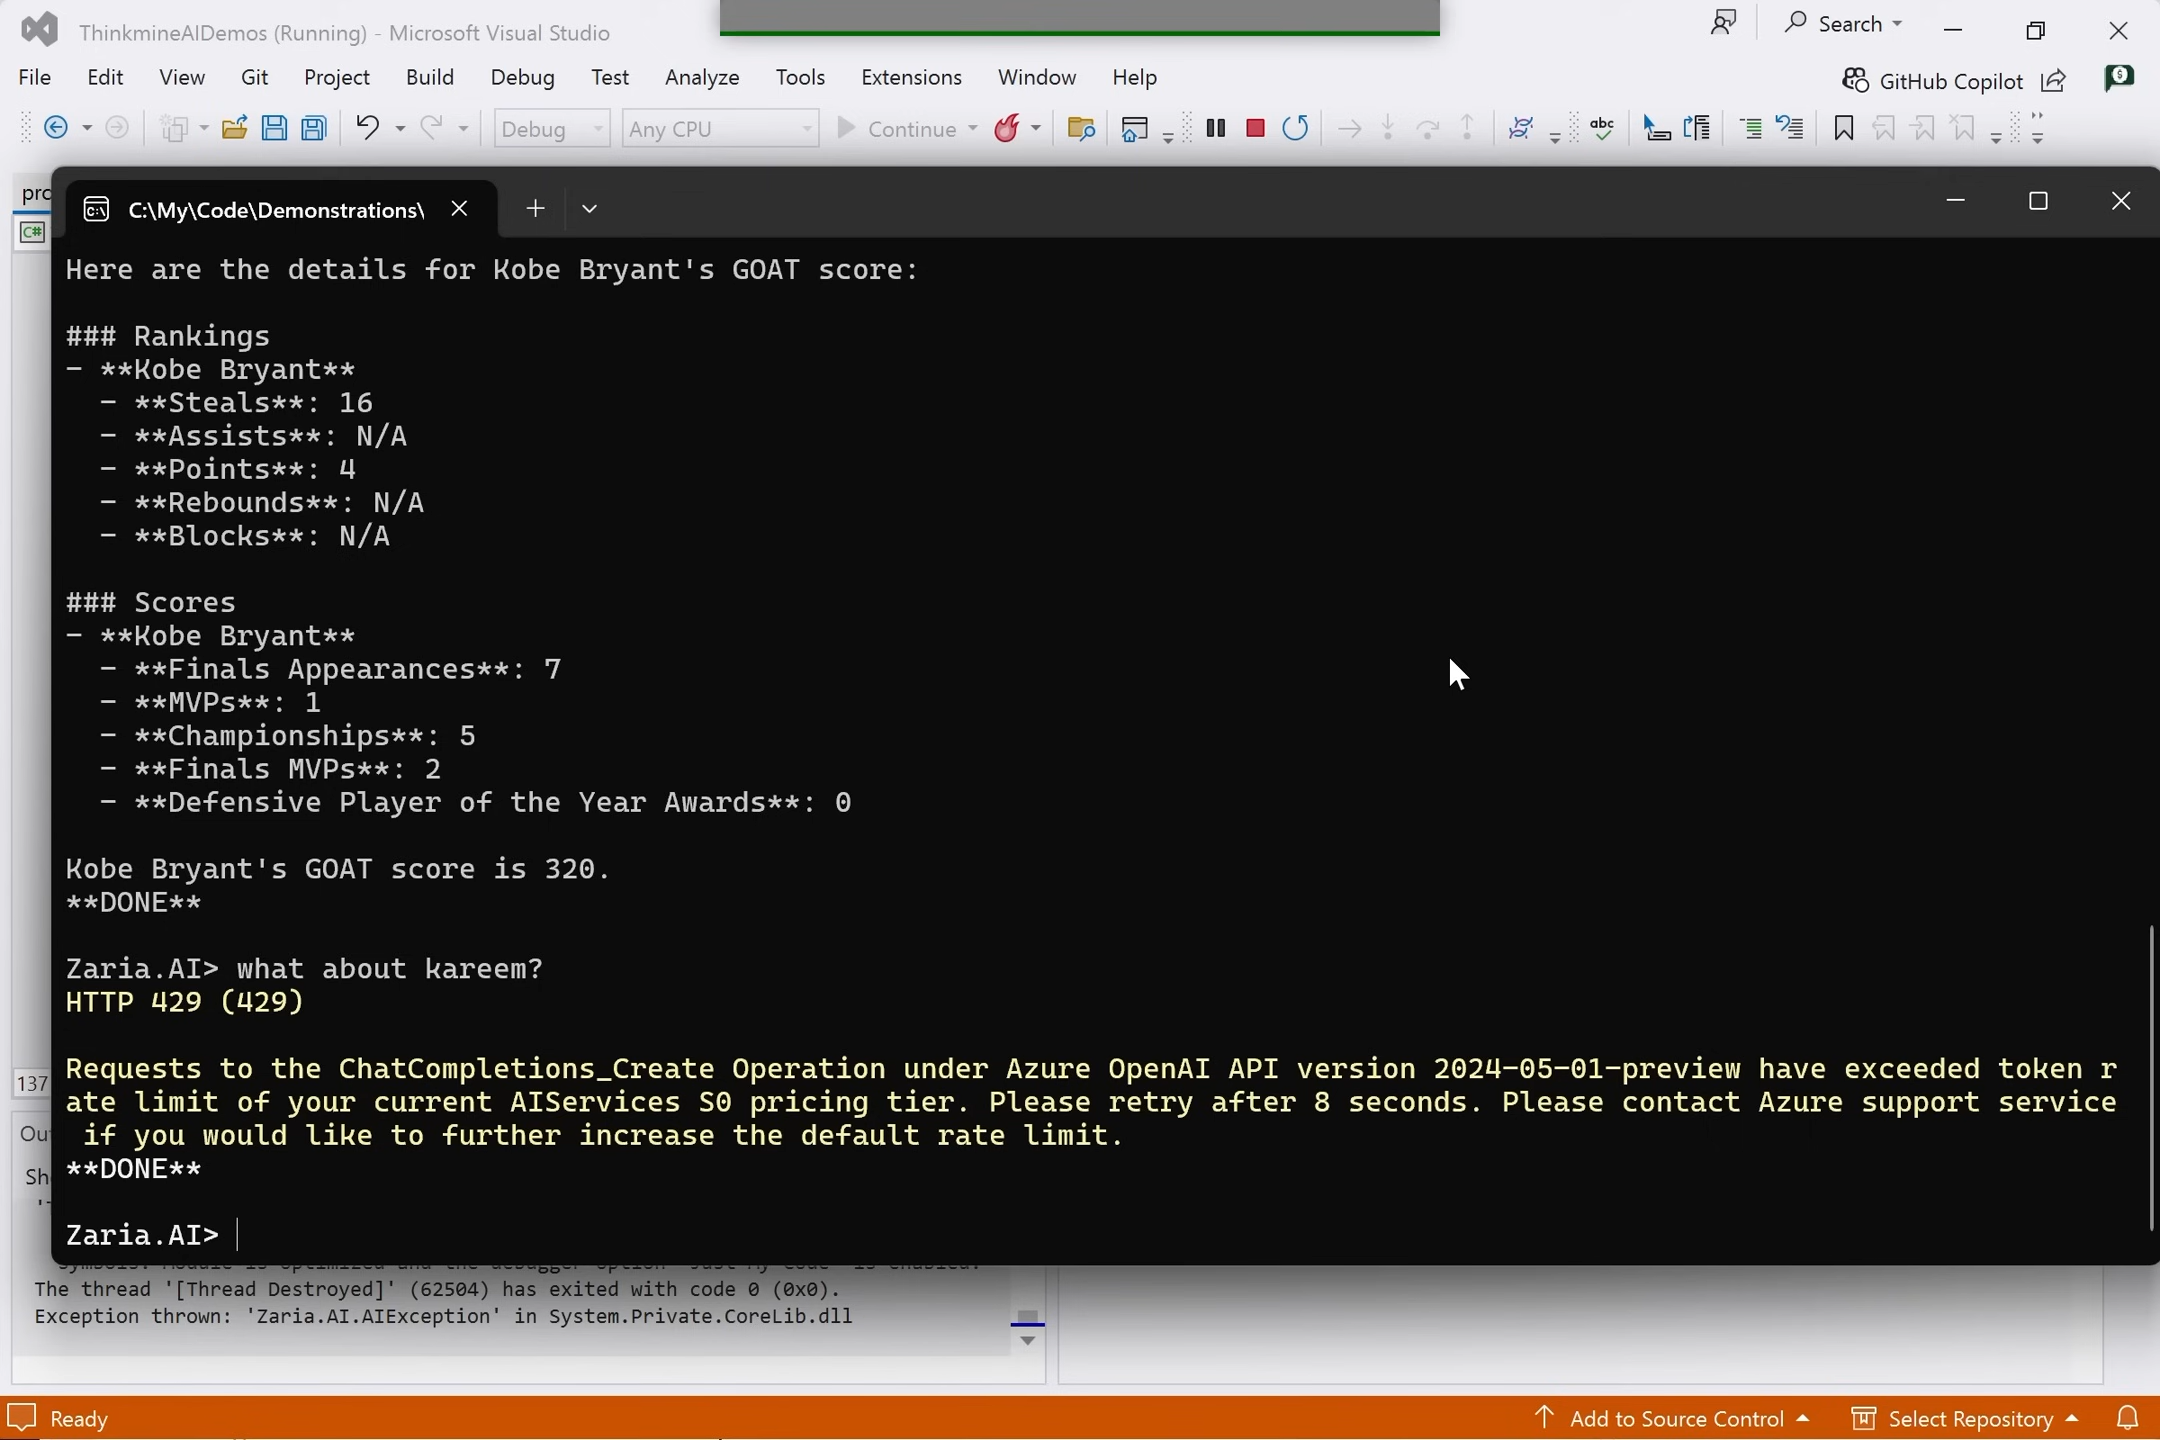 ThinkmineAIDemos (Running) - Microsoft Visual Studio
Search
File Edit View Git Project Build Debug Test Analyze Tools Extensions Window Help
GitHub Copilot
Debug Any CPU Continue
C:\My\Code\Demonstrations\
Here are the details for Kobe Bryant's GOAT score:
### Rankings
- **Kobe Bryant**
- **Steals**: 16
- **Assists**: N/A
- **Points**: 4
- **Rebounds**: N/A
- **Blocks**: N/A
### Scores
- **Kobe Bryant**
- **Finals Appearances**: 7
- **MVPs**: 1
- **Championships**: 5
- **Finals MVPs**: 2
- **Defensive Player of the Year Awards**: 0
Kobe Bryant's GOAT score is 320.
**DONE**
Zaria.AI> what about kareem?
HTTP 429 (429)
Requests to the ChatCompletions_Create Operation under Azure OpenAI API version 2024-05-01-preview have exceeded token r
ate limit of your current AIServices S0 pricing tier. Please retry after 8 seconds. Please contact Azure support service
if you would like to further increase the default rate limit.
**DONE**
Zaria.AI>
137
The thread '[Thread Destroyed]' (62504) has exited with code 0 (0x0).
Exception thrown: 'Zaria.AI.AIException' in System.Private.CoreLib.dll
Ready
Add to Source Control
Select Repository